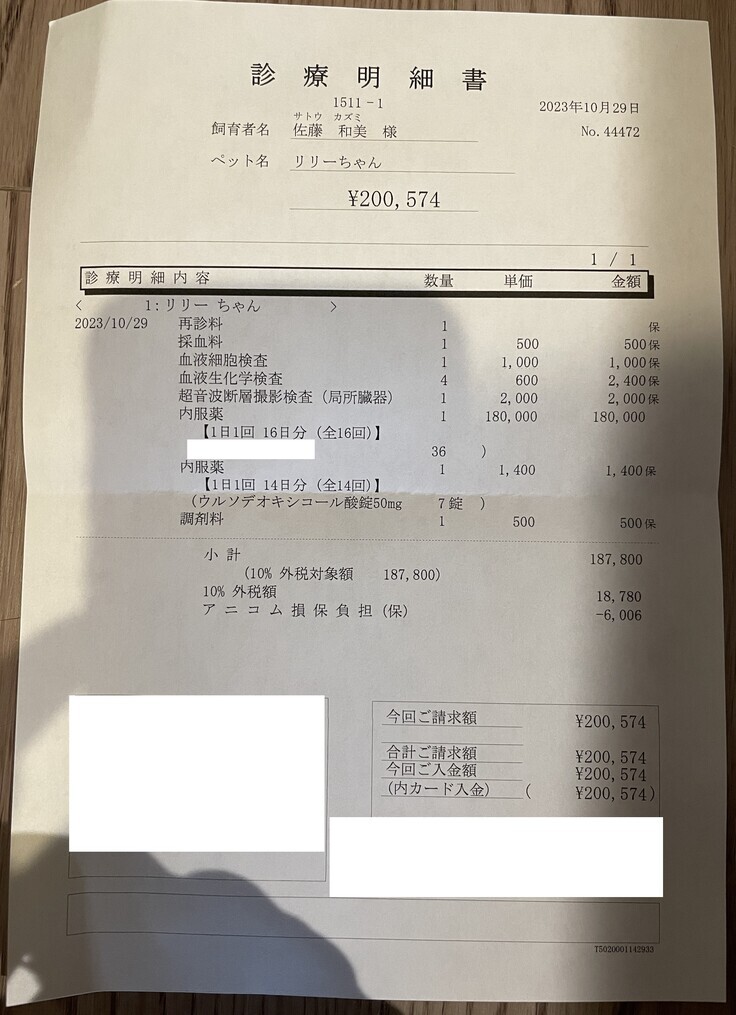 診療明細書
1511-1
2023年10月29日
サトウ カズミ
飼育者名 佐藤 和美 様 No.44472
ペット名 リリーちゃん
¥200,574
1 / 1
診療明細内容 数量 単価 金額
< 1:リリー ちゃん >
2023/10/29 再診料 1 保
採血料 1 500 500保
血液細胞検査 1 1,000 1,000保
血液生化学検査 4 600 2,400保
超音波断層撮影検査(局所臓器) 1 2,000 2,000保
内服薬 1 180,000 180,000
【1日1回 16日分(全16回)】
36 )
内服薬 1 1,400 1,400保
【1日1回 14日分(全14回)】
(ウルソデオキシコール酸錠50mg 7錠 )
調剤料 1 500 500保
小計 187,800
(10% 外税対象額 187,800)
10% 外税額 18,780
アニコム損保負担(保) -6,006
今回ご請求額 ¥200,574
合計ご請求額 ¥200,574
今回ご入金額 ¥200,574
(内カード入金) ( ¥200,574)
T5020001142933